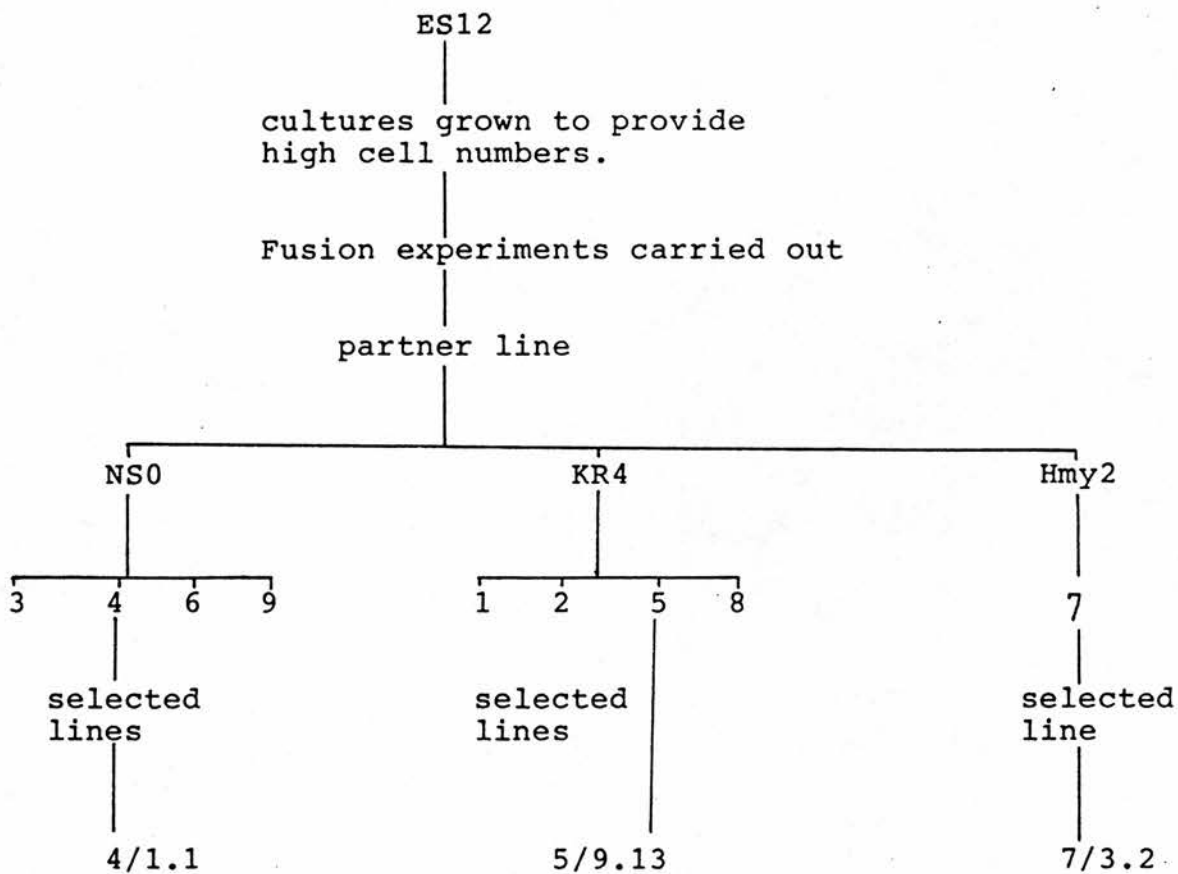 ES12
cultures grown to provide
high cell numbers.
Fusion experiments carried out
partner line
NS0 KR4 Hmy2
3 4 6 9 1 2 5 8 7
selected selected selected
lines lines line
4/1.1 5/9.13 7/3.2